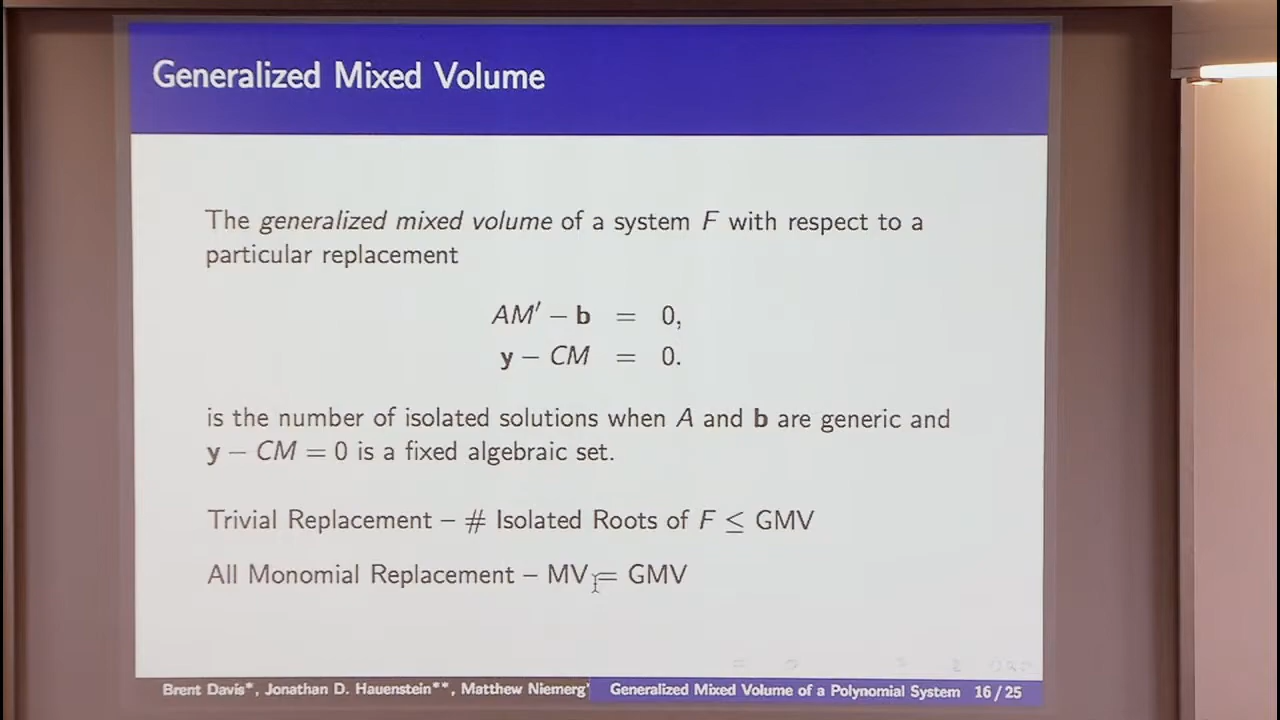 Generalized Mixed Volume
The generalized mixed volume of a system F with respect to a
particular replacement
AM′ − b = 0,
y − CM = 0.
is the number of isolated solutions when A and b are generic and
y − CM = 0 is a fixed algebraic set.
Trivial Replacement – # Isolated Roots of F ≤ GMV
All Monomial Replacement – MV = GMV
Brent Davis*, Jonathan D. Hauenstein**, Matthew Niemerg* Generalized Mixed Volume of a Polynomial System 16 / 25